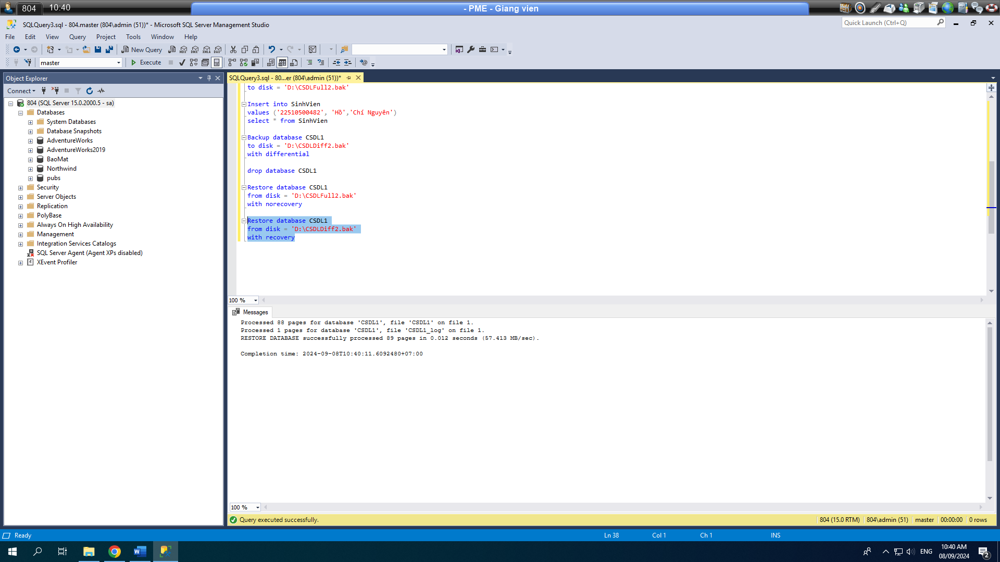 804
10:40
- PME - Giang vien
SQLQuery3.sql - 804.master (804\admin (51))* - Microsoft SQL Server Management Studio
Quick Launch (Ctrl+Q)
File Edit View Query Project Tools Window Help
New Query
MDX DMX XMLA DAX
master
Execute
Object Explorer
Connect
804 (SQL Server 15.0.2000.5 - sa)
Databases
System Databases
Database Snapshots
AdventureWorks
AdventureWorks2019
BaoMat
Northwind
pubs
Security
Server Objects
Replication
PolyBase
Always On High Availability
Management
Integration Services Catalogs
SQL Server Agent (Agent XPs disabled)
XEvent Profiler
SQLQuery3.sql - 80...er (804\admin (51))*
to disk = 'D:\CSDLFull2.bak'
Insert into SinhVien
values ('22510500482', 'Hồ','Chí Nguyên')
select * from SinhVien
Backup database CSDL1
to disk = 'D:\CSDLDiff2.bak'
with differential
drop database CSDL1
Restore database CSDL1
from disk = 'D:\CSDLFull2.bak'
with norecovery
Restore database CSDL1
from disk = 'D:\CSDLDiff2.bak'
with recovery
100 %
Messages
Processed 88 pages for database 'CSDL1', file 'CSDL1' on file 1.
Processed 1 pages for database 'CSDL1', file 'CSDL1_log' on file 1.
RESTORE DATABASE successfully processed 89 pages in 0.012 seconds (57.413 MB/sec).
Completion time: 2024-09-08T10:40:11.6092480+07:00
100 %
Query executed successfully.
804 (15.0 RTM) 804\admin (51) master 00:00:00 0 rows
Ready
Ln 38 Col 1 Ch 1 INS
ENG
10:40 AM
08/09/2024
2